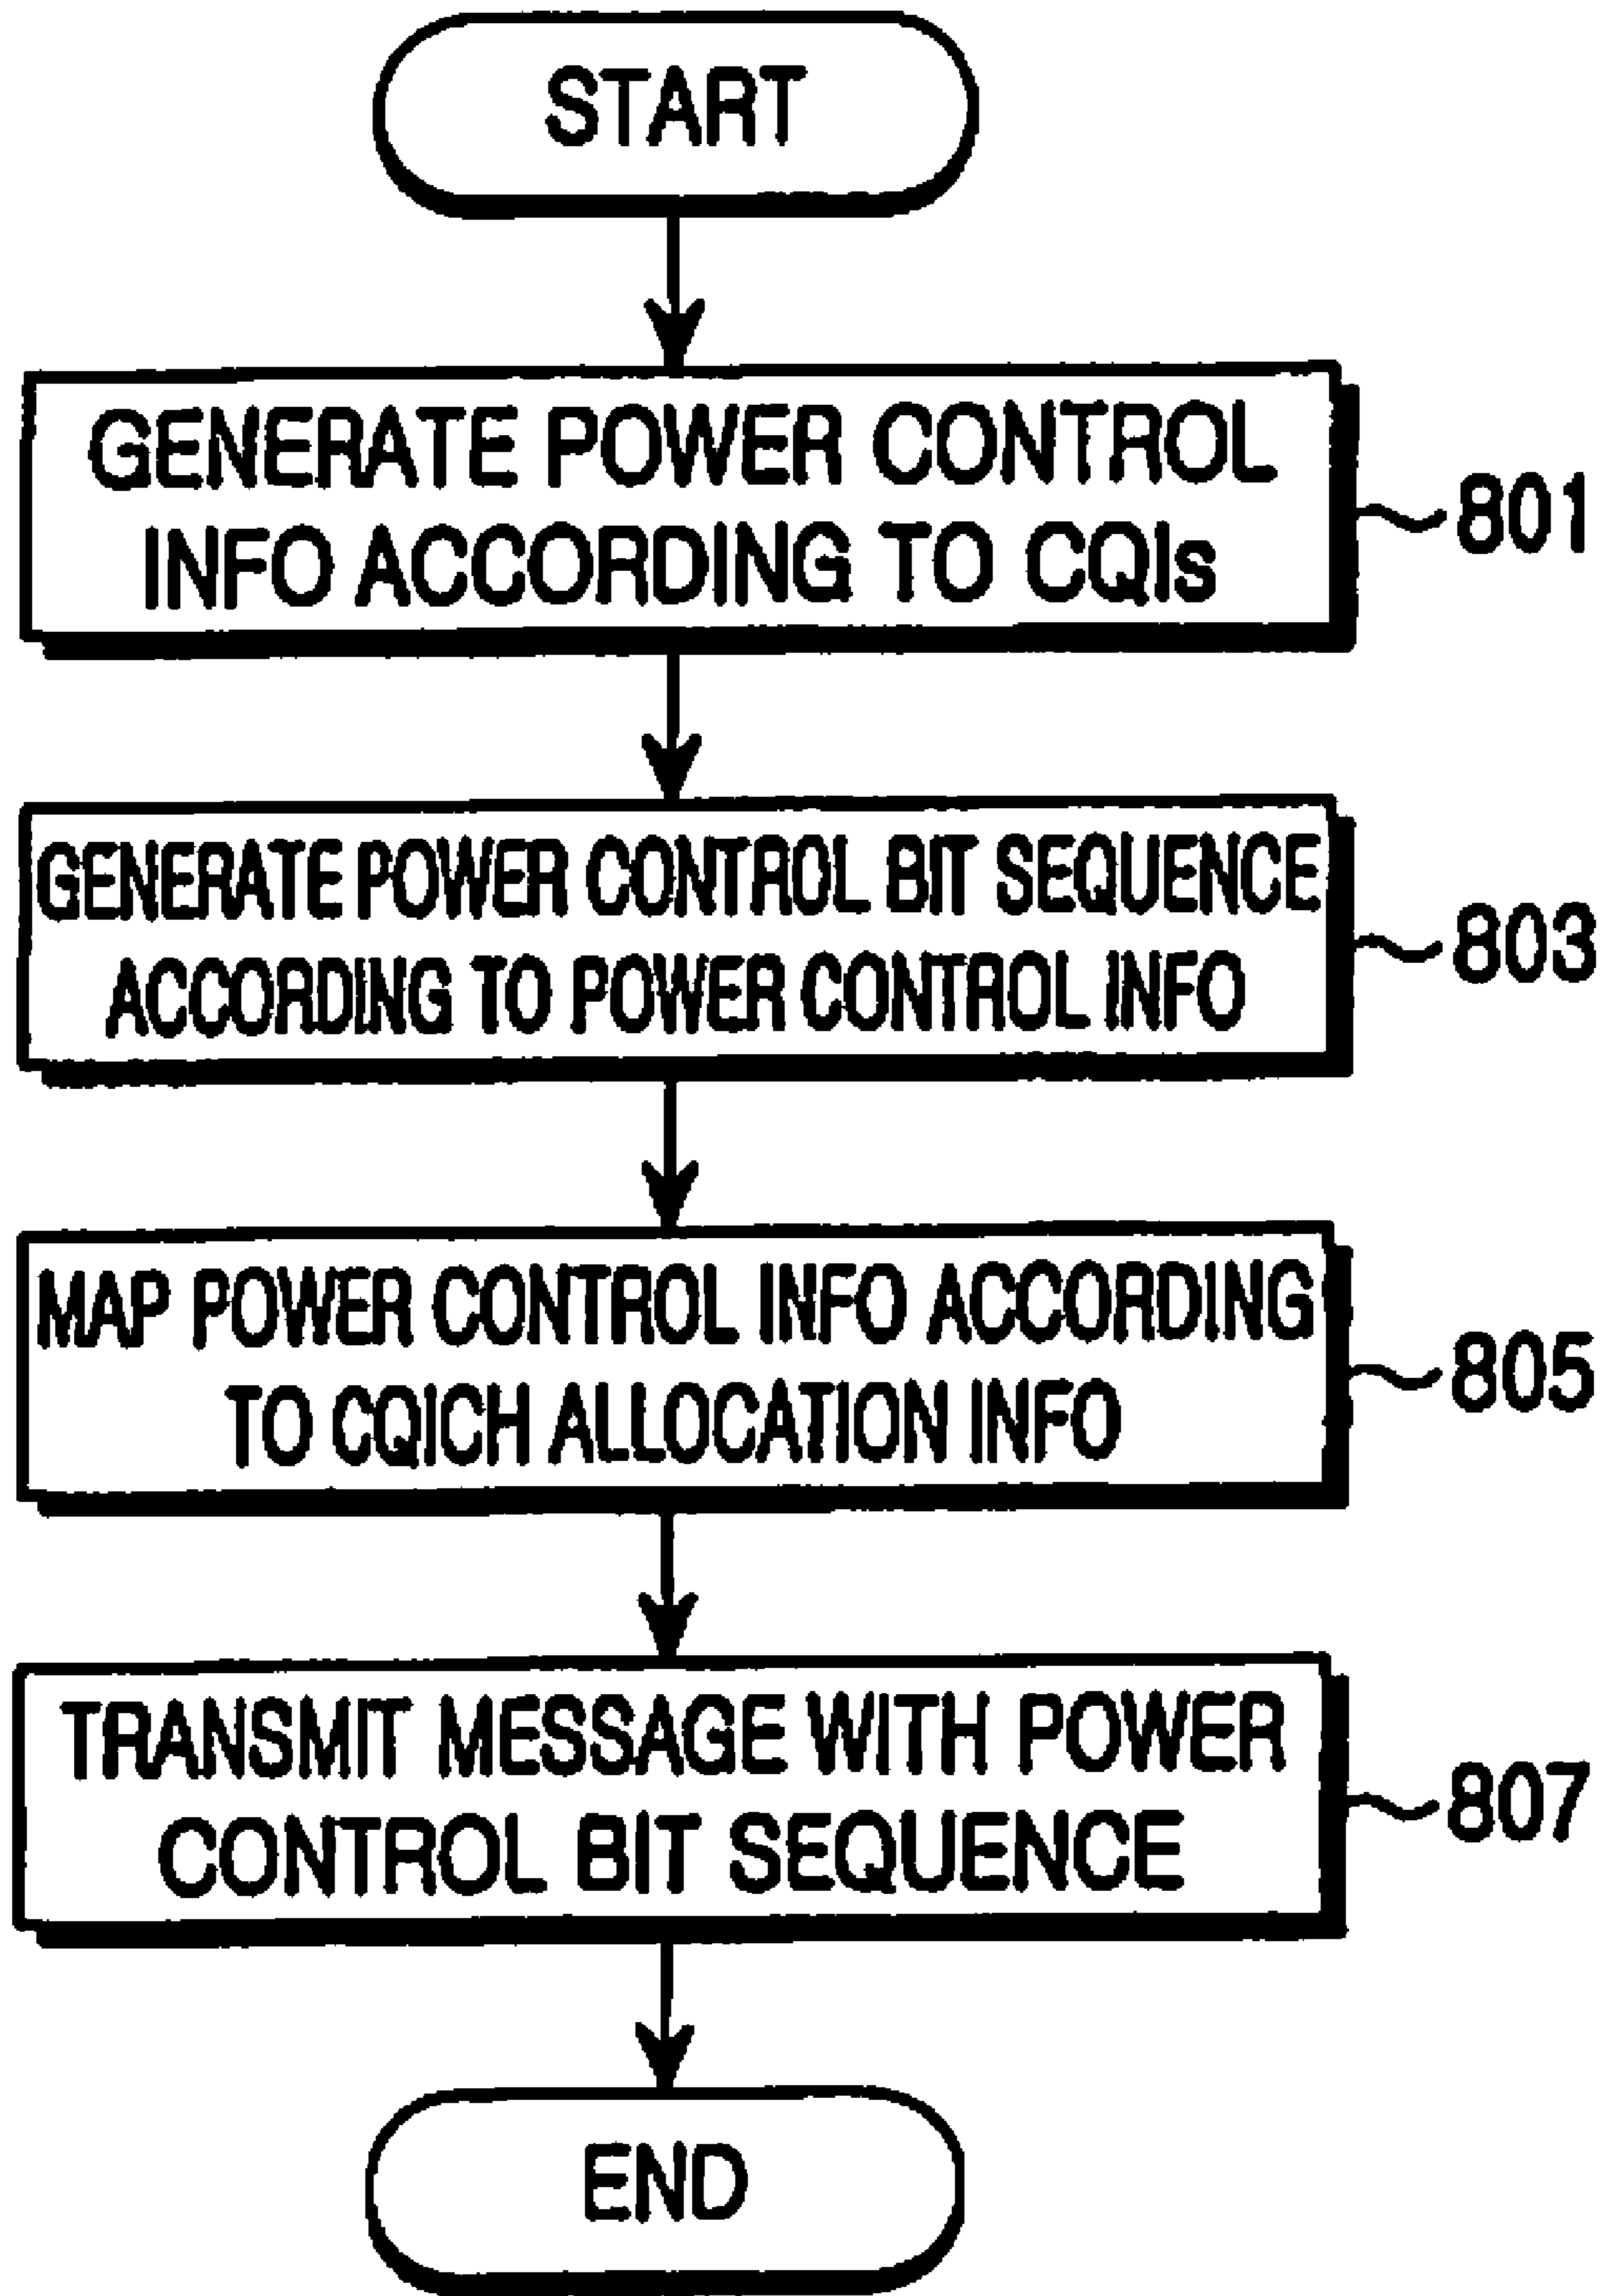 START
GENERATE POWER CONTROL
INFO ACCORDING TO CQIs
801
GENERATE POWER CONTROL BIT SEQUENCE
ACCORDING TO POWER CONTROL INFO
803
MAP POWER CONTROL INFO ACCORDING
TO CQICH ALLOCATION INFO
805
TRANSMIT MESSAGE WITH POWER
CONTROL BIT SEQUENCE
807
END